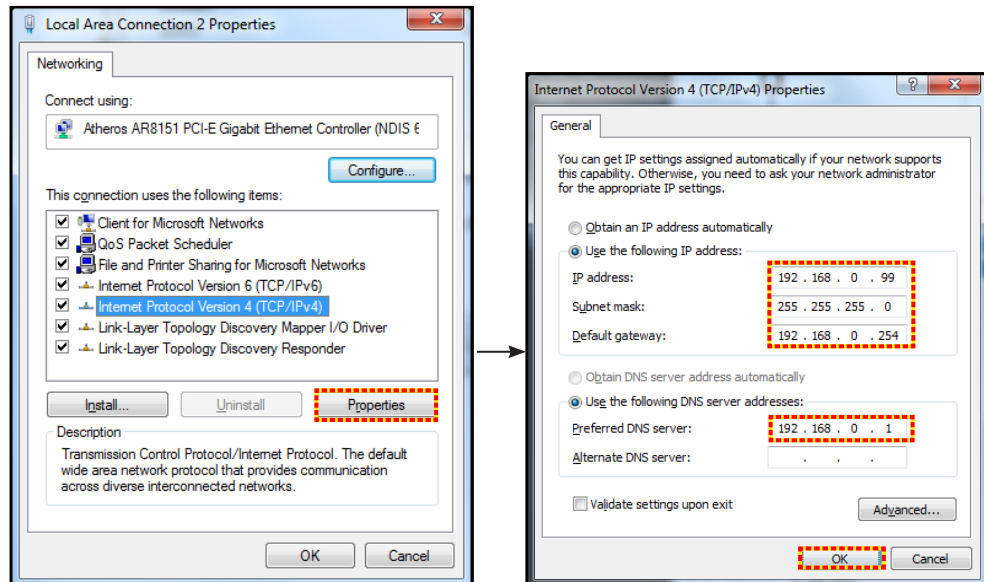 Local Area Connection 2 Properties
Networking
Connect using:
Atheros AR8151 PCI-E Gigabit Ethernet Controller (NDIS 6
Configure...
This connection uses the following items:
Client for Microsoft Networks
QoS Packet Scheduler
File and Printer Sharing for Microsoft Networks
Internet Protocol Version 6 (TCP/IPv6)
Internet Protocol Version 4 (TCP/IPv4)
Link-Layer Topology Discovery Mapper I/O Driver
Link-Layer Topology Discovery Responder
Install... Uninstall Properties
Description
Transmission Control Protocol/Internet Protocol. The default
wide area network protocol that provides communication
across diverse interconnected networks.
OK Cancel
Internet Protocol Version 4 (TCP/IPv4) Properties
General
You can get IP settings assigned automatically if your network supports
this capability. Otherwise, you need to ask your network administrator
for the appropriate IP settings.
Obtain an IP address automatically
Use the following IP address:
IP address: 192 . 168 . 0 . 99
Subnet mask: 255 . 255 . 255 . 0
Default gateway: 192 . 168 . 0 . 254
Obtain DNS server address automatically
Use the following DNS server addresses:
Preferred DNS server: 192 . 168 . 0 . 1
Alternate DNS server: . . .
Validate settings upon exit
Advanced...
OK Cancel